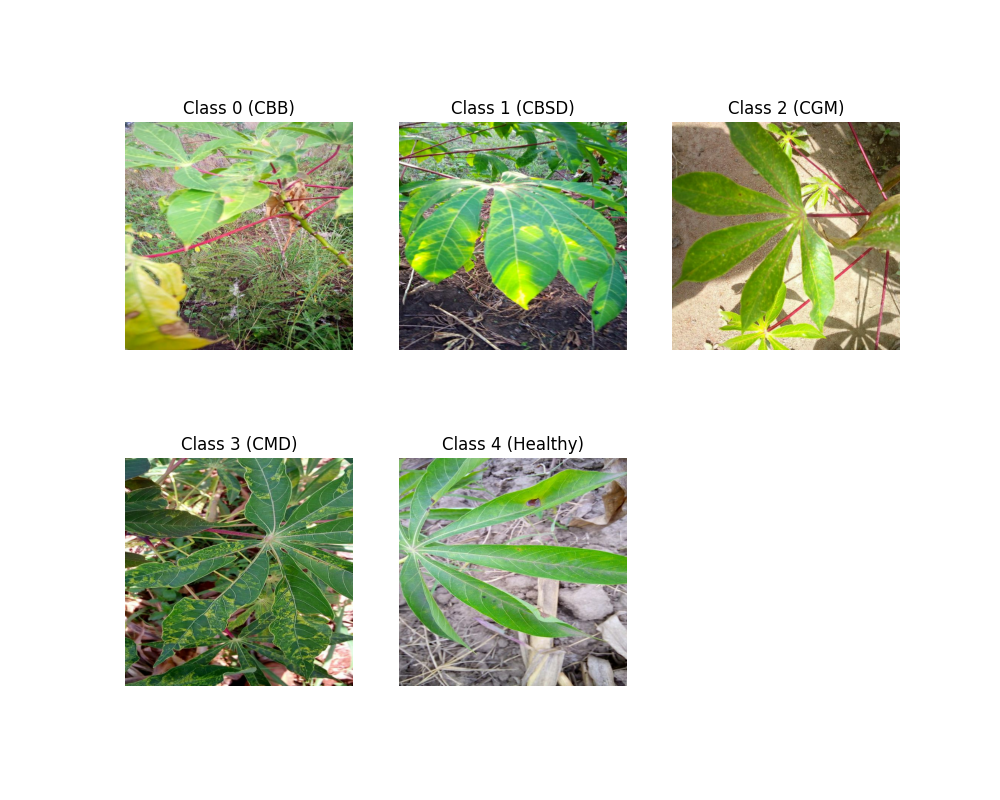 Class 0 (CBB)
Class 1 (CBSD)
Class 2 (CGM)
Class 3 (CMD)
Class 4 (Healthy)